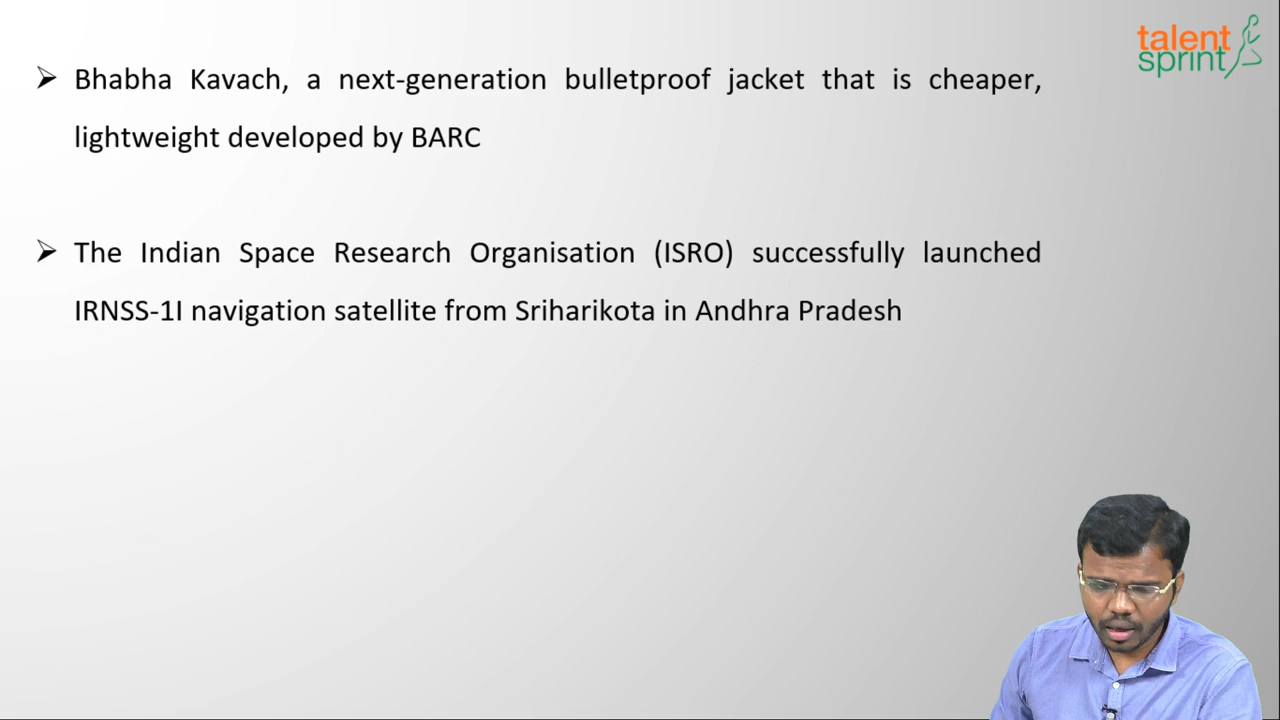 talent
sprint
➢ Bhabha Kavach, a next-generation bulletproof jacket that is cheaper,
lightweight developed by BARC
➢ The Indian Space Research Organisation (ISRO) successfully launched
IRNSS-1I navigation satellite from Sriharikota in Andhra Pradesh